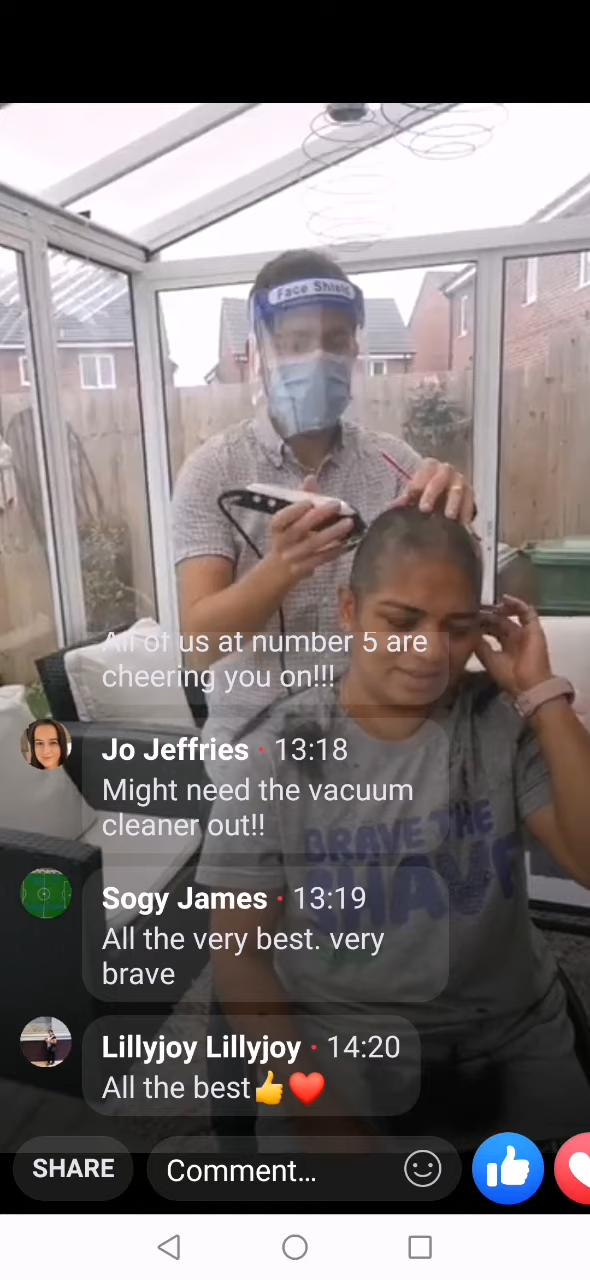 Face Shield
All of us at number 5 are
cheering you on!!!
Jo Jeffries · 13:18
Might need the vacuum
cleaner out!!
BRAVE THE
SHAVE
Sogy James · 13:19
All the very best. very
brave
Lillyjoy Lillyjoy · 14:20
All the best👍❤️
SHARE
Comment...